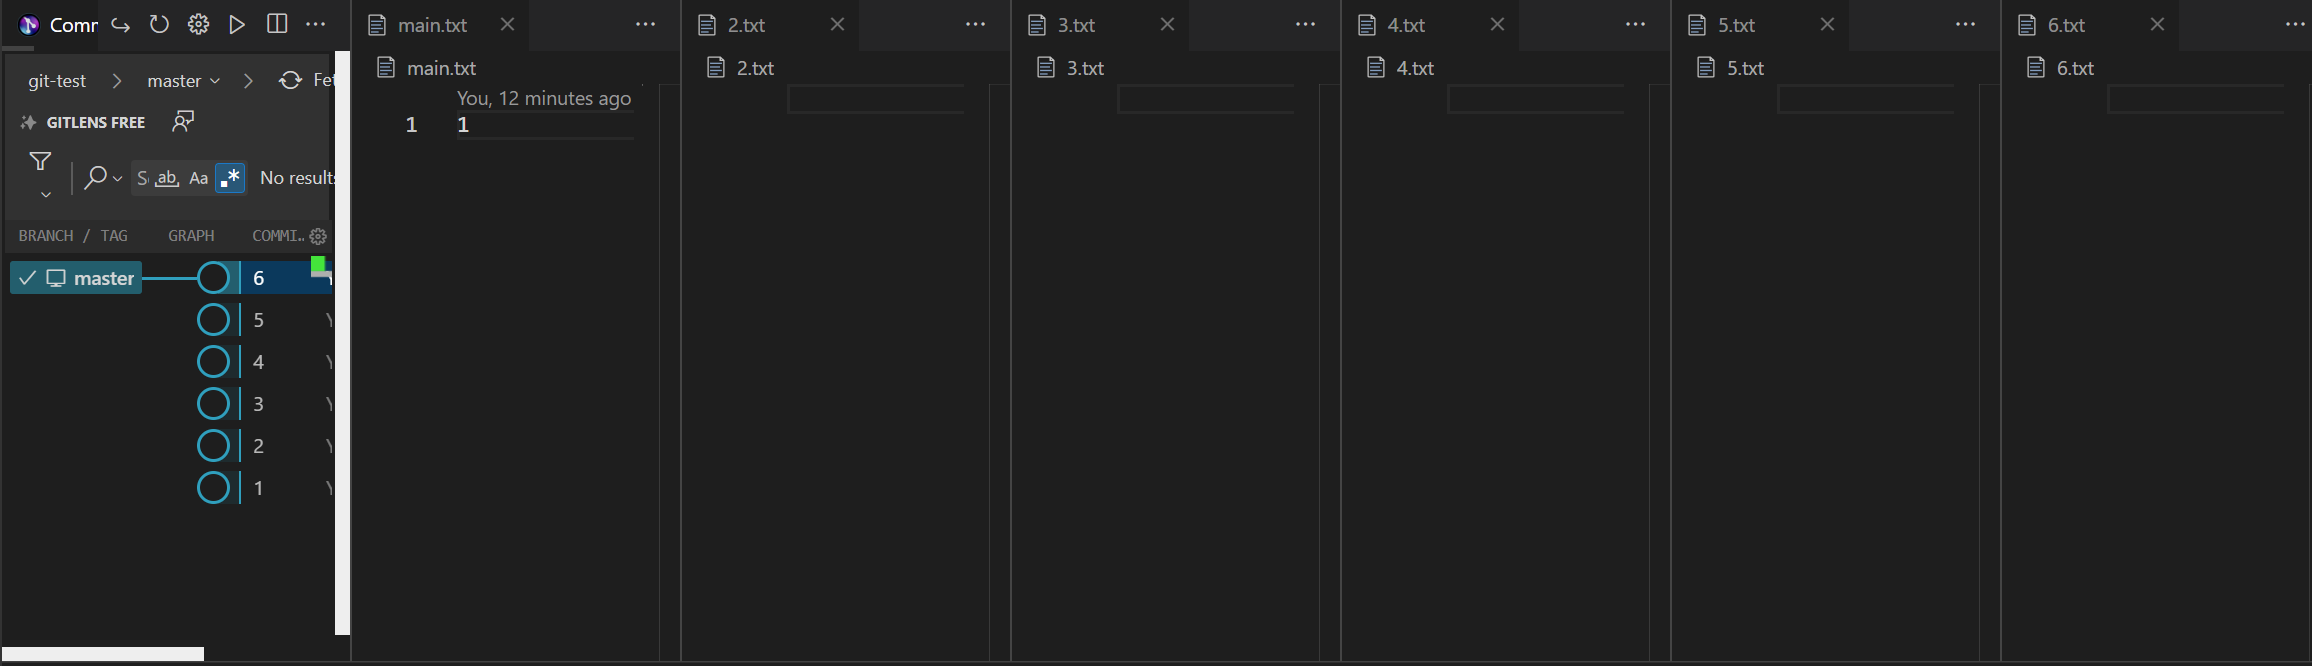 Comm
main.txt
2.txt
3.txt
4.txt
5.txt
6.txt
git-test > master > Fet
main.txt
2.txt
3.txt
4.txt
5.txt
6.txt
GITLENS FREE
You, 12 minutes ago
1 1
ab Aa .* No results
BRANCH / TAG GRAPH COMMI..
master 6
5
4
3
2
1